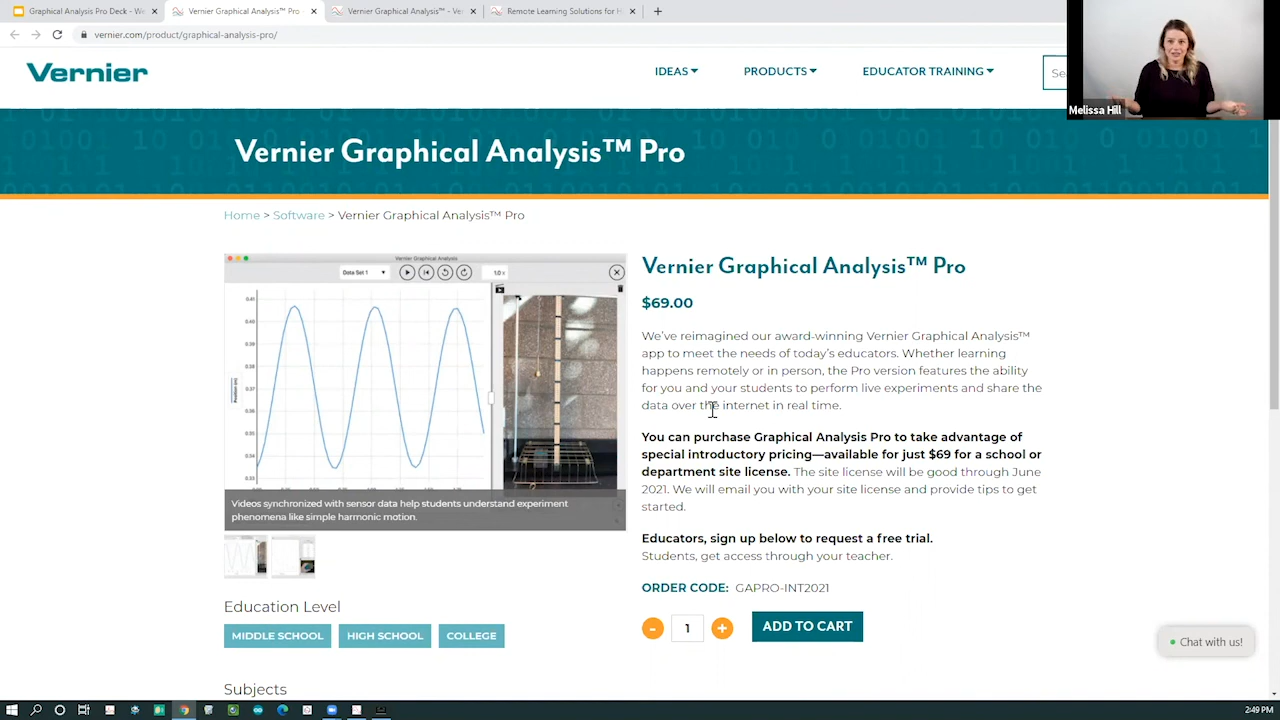 Graphical Analysis Pro Deck - We
Vernier Graphical Analysis™ Pro
Vernier Graphical Analysis™ - Ve
Remote Learning Solutions for H
vernier.com/product/graphical-analysis-pro/
Melissa Hill
Vernier
IDEAS
PRODUCTS
EDUCATOR TRAINING
Vernier Graphical Analysis™ Pro
Home > Software > Vernier Graphical Analysis™ Pro
Vernier Graphical Analysis
Data Set 1
1.0 x
Videos synchronized with sensor data help students understand experiment
phenomena like simple harmonic motion.
Education Level
MIDDLE SCHOOL
HIGH SCHOOL
COLLEGE
Subjects
Vernier Graphical Analysis™ Pro
$69.00
We’ve reimagined our award-winning Vernier Graphical Analysis™
app to meet the needs of today’s educators. Whether learning
happens remotely or in person, the Pro version features the ability
for you and your students to perform live experiments and share the
data over the internet in real time.
You can purchase Graphical Analysis Pro to take advantage of
special introductory pricing—available for just $69 for a school or
department site license. The site license will be good through June
2021. We will email you with your site license and provide tips to get
started.
Educators, sign up below to request a free trial.
Students, get access through your teacher.
ORDER CODE: GAPRO-INT2021
- 1 +
ADD TO CART
Chat with us!
2:49 PM